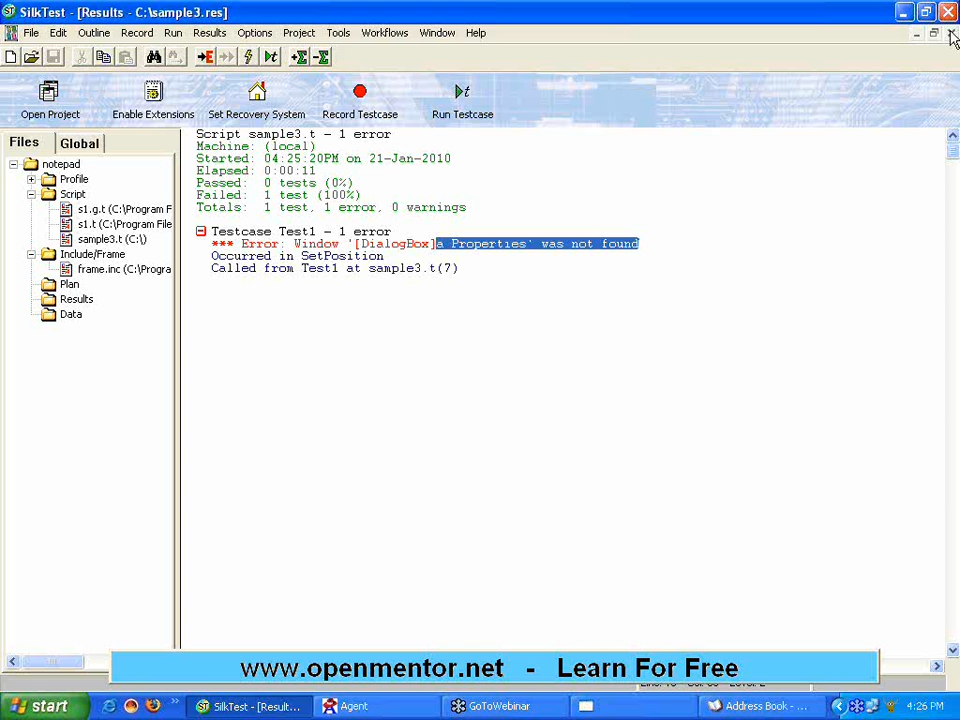 SilkTest - [Results - C:\sample3.res]
File Edit Outline Record Run Results Options Project Tools Workflows Window Help
Open Project Enable Extensions Set Recovery System Record Testcase Run Testcase
Files Global
notepad
Profile
Script
s1.g.t (C:\Program F
s1.t (C:\Program F
sample3.t (C:\)
Include/Frame
frame.inc (C:\Progra
Plan
Results
Data
Script sample3.t - 1 error
Machine: (local)
Started: 04:25:20PM on 21-Jan-2010
Elapsed: 0:00:11
Passed: 0 tests (0%)
Failed: 1 test (100%)
Totals: 1 test, 1 error, 0 warnings
Testcase Test1 - 1 error
*** Error: Window '[DialogBox]a Properties' was not found
Occurred in SetPosition
Called from Test1 at sample3.t(7)
www.openmentor.net - Learn For Free
start SilkTest - [Result... Agent GoToWebinar Address Book - [You... 4:26 PM